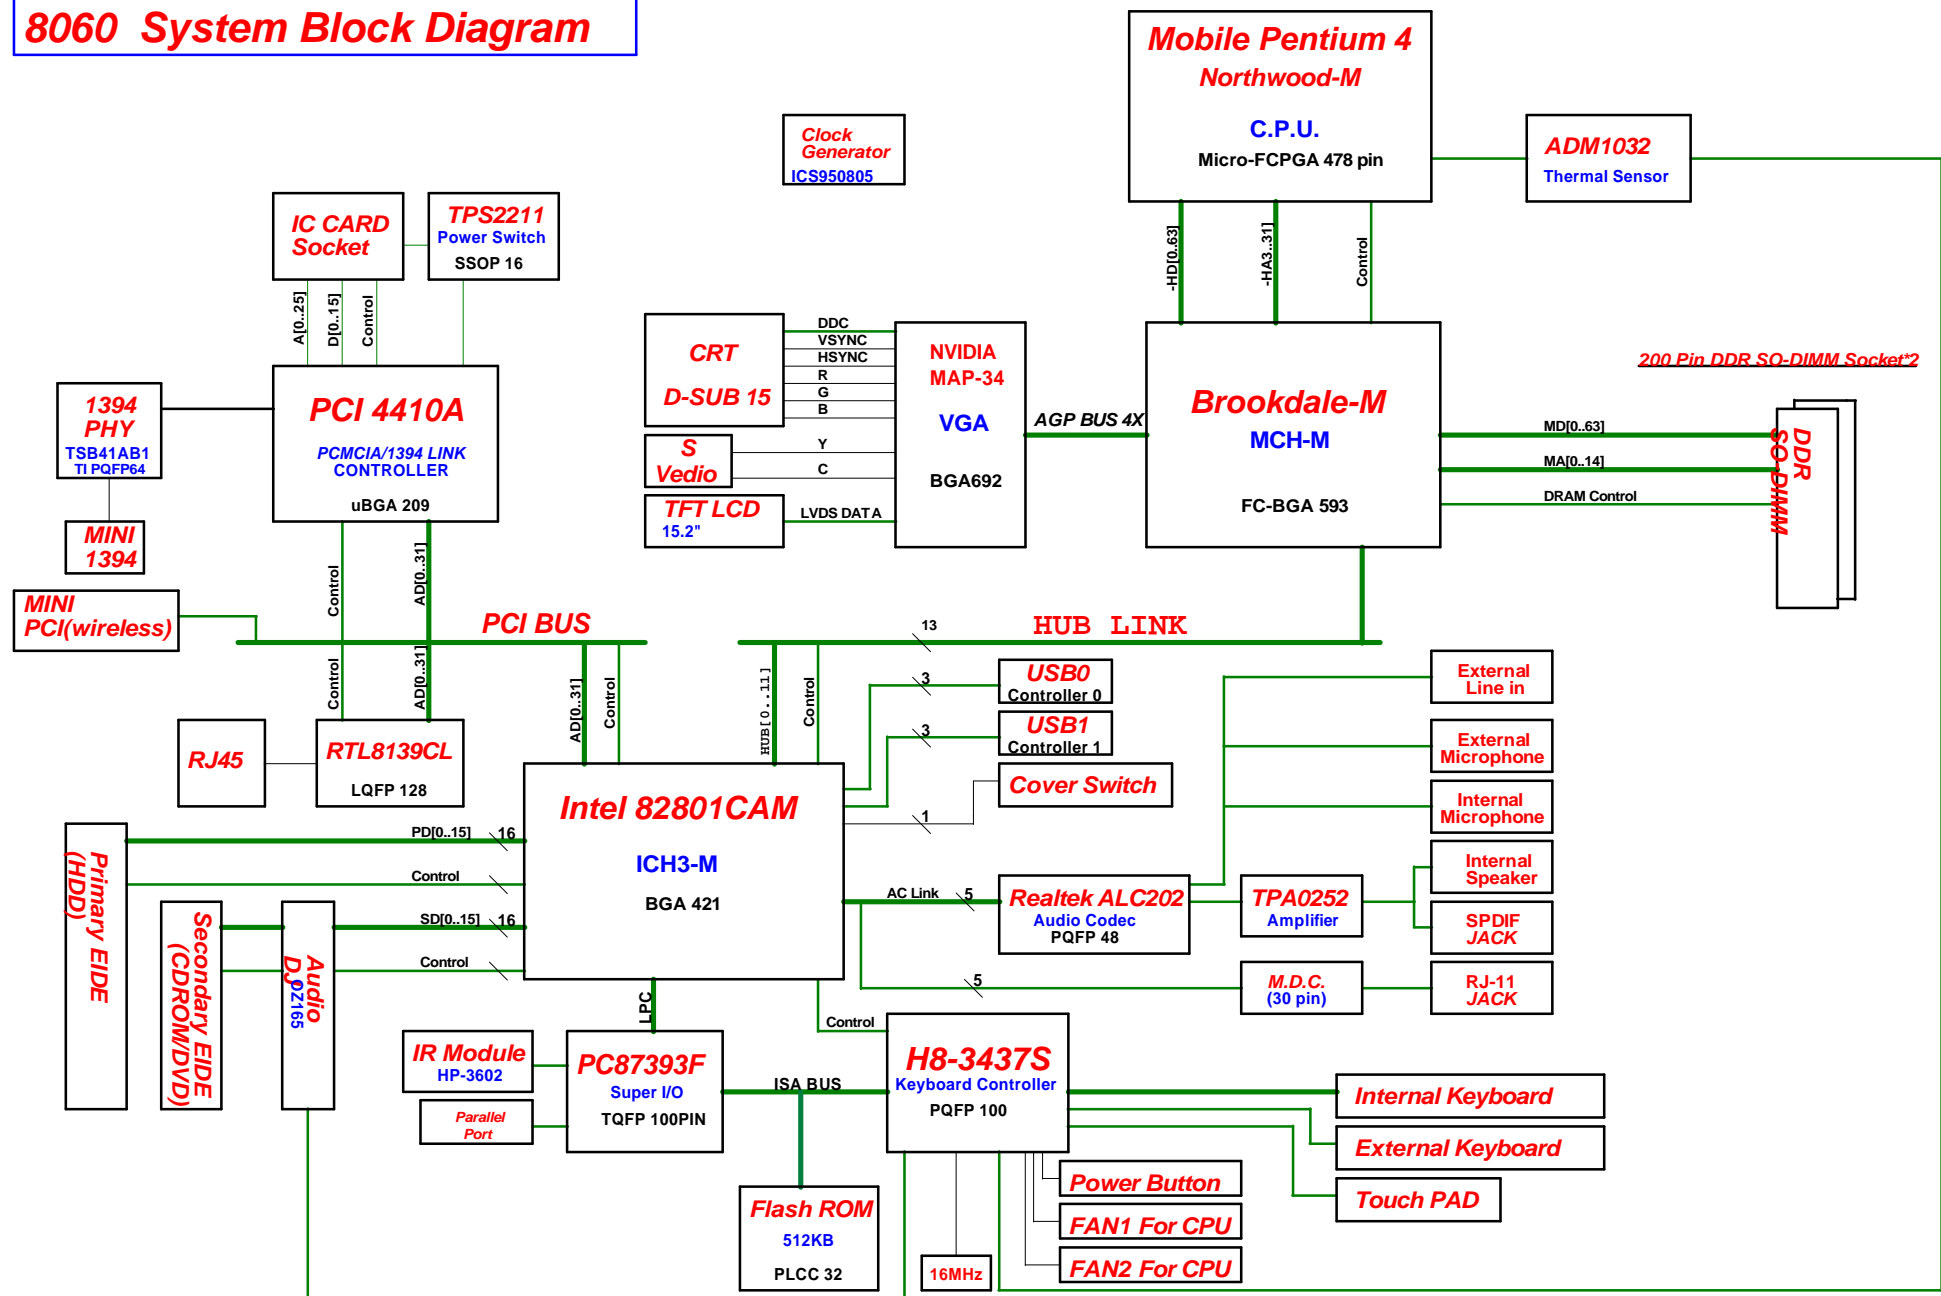 8060 System Block Diagram
Mobile Pentium 4
Northwood-M
C.P.U.
Micro-FCPGA 478 pin
Clock
Generator
ICS950805
ADM1032
Thermal Sensor
IC CARD
Socket
TPS2211
Power Switch
SSOP 16
A[0..25]
D[0..15]
Control
-HD[0..63]
-HA3..31]
Control
1394
PHY
TSB41AB1
TI PQFP64
PCI 4410A
PCMCIA/1394 LINK
CONTROLLER
uBGA 209
MINI
1394
CRT
D-SUB 15
DDC
VSYNC
HSYNC
R
G
B
S
Vedio
Y
C
TFT LCD
15.2"
LVDS DATA
NVIDIA
MAP-34
VGA
BGA692
AGP BUS 4X
Brookdale-M
MCH-M
FC-BGA 593
200 Pin DDR SO-DIMM Socket*2
MD[0..63]
MA[0..14]
DRAM Control
DDR
SO-DIMM
MINI
PCI(wireless)
Control
AD[0..31]
PCI BUS
13
HUB LINK
Control
AD[0..31]
AD[0..31]
Control
HUB[0..11]
Control
3
USB0
Controller 0
3
USB1
Controller 1
1
Cover Switch
RJ45
RTL8139CL
LQFP 128
Intel 82801CAM
ICH3-M
BGA 421
External
Line in
External
Microphone
Internal
Microphone
Internal
Speaker
SPDIF
JACK
RJ-11
JACK
Primary EIDE
(HDD)
PD[0..15]
16
Control
Secondary EIDE
(CDROM/DVD)
Audio
DJ
OZ165
SD[0..15]
16
Control
AC Link
5
Realtek ALC202
Audio Codec
PQFP 48
TPA0252
Amplifier
5
M.D.C.
(30 pin)
LPC
Control
IR Module
HP-3602
Parallel
Port
PC87393F
Super I/O
TQFP 100PIN
ISA BUS
H8-3437S
Keyboard Controller
PQFP 100
Flash ROM
512KB
PLCC 32
16MHz
Power Button
FAN1 For CPU
FAN2 For CPU
Internal Keyboard
External Keyboard
Touch PAD